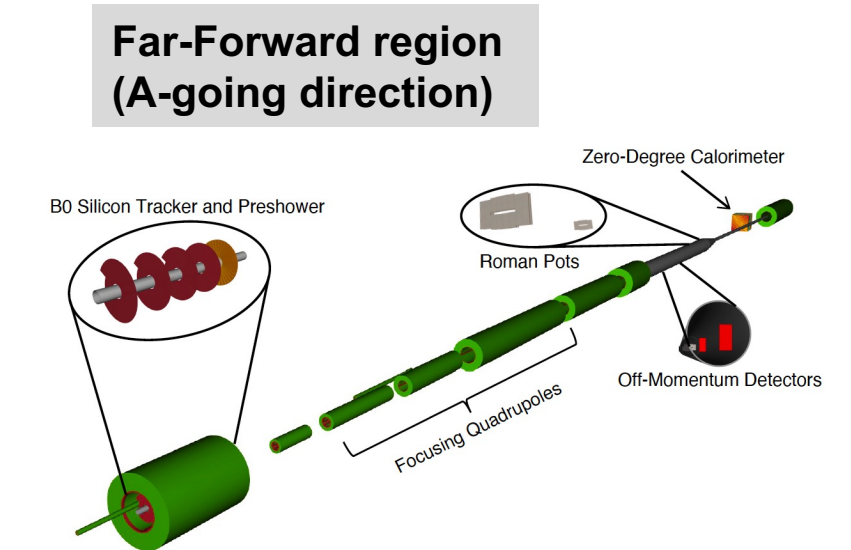 Far-Forward region
(A-going direction)
Zero-Degree Calorimeter
B0 Silicon Tracker and Preshower
Roman Pots
Off-Momentum Detectors
Focusing Quadrupoles